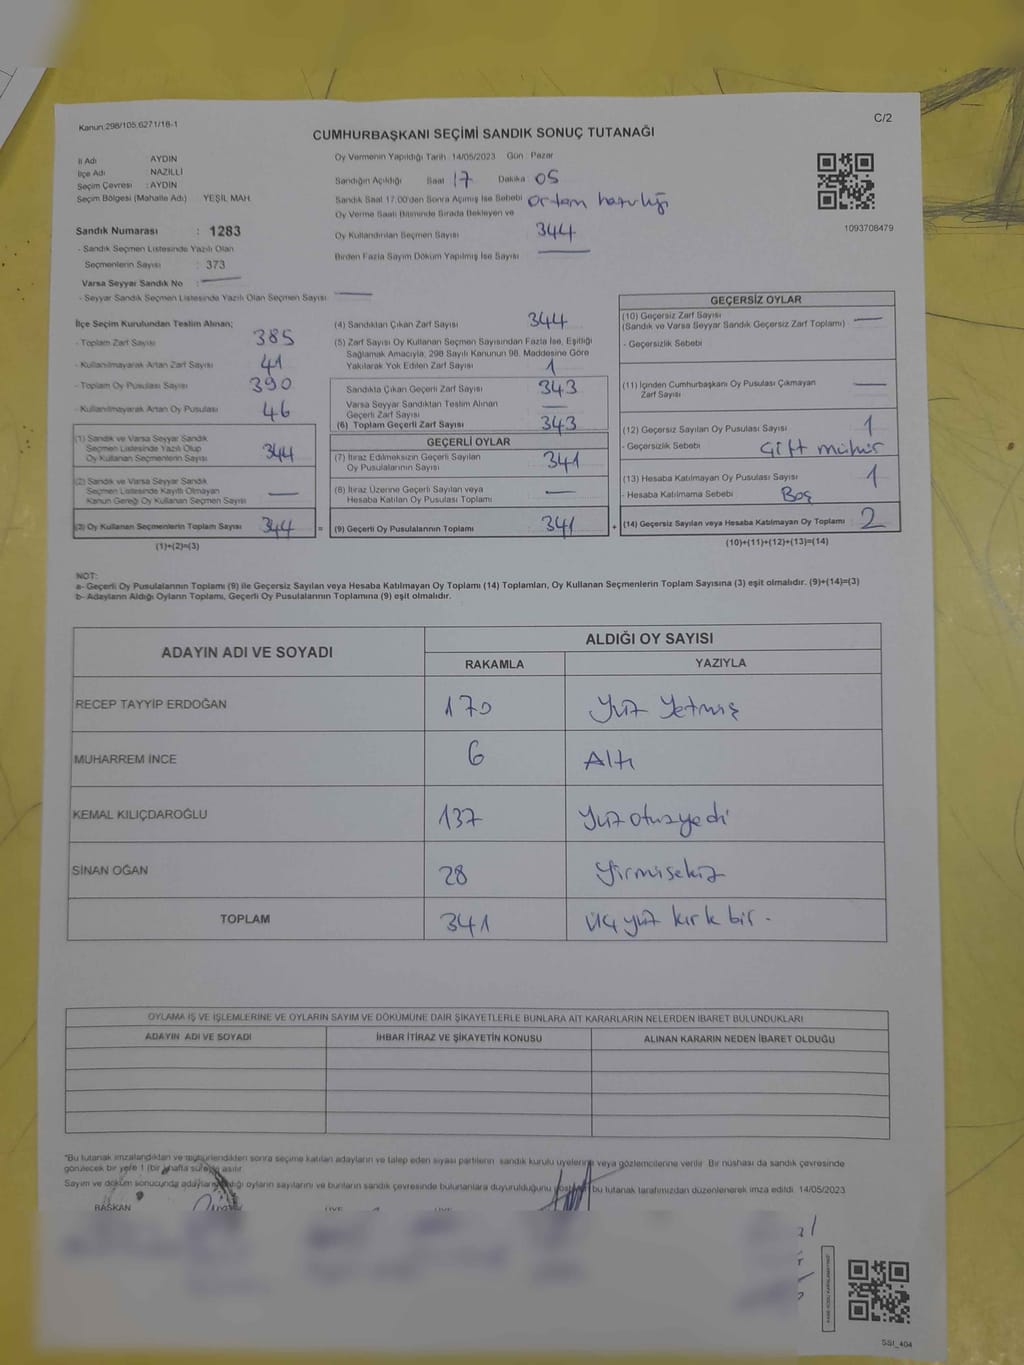 Kanun:298/105,6271/18-1
C/2
CUMHURBAŞKANI SEÇİMİ SANDIK SONUÇ TUTANAĞI
İl Adı AYDIN
İlçe Adı : NAZİLLİ
Seçim Çevresi : AYDIN
Seçim Bölgesi (Mahalle Adı) YEŞİL MAH.
Oy Vermenin Yapıldığı Tarih 14/05/2023 Gün : Pazar
Sandığın Açıldığı Saat 17 Dakika 05
Sandık Saat 17.00'den Sonra Açılmış İse Sebebi
Oy Verme Saati Bitiminde Sırada Bekleyen ve
Oy Kullandırılan Seçmen Sayısı 344
Birden Fazla Sayım Döküm Yapılmış İse Sayısı —
1093708479
Sandık Numarası : 1283
- Sandık Seçmen Listesinde Yazılı Olan
Seçmenlerin Sayısı : 373
Varsa Seyyar Sandık No : —
- Seyyar Sandık Seçmen Listesinde Yazılı Olan Seçmen Sayısı —
İlçe Seçim Kurulundan Teslim Alınan;
- Toplam Zarf Sayısı 385
- Kullanılmayarak Artan Zarf Sayısı 41
- Toplam Oy Pusulası Sayısı 390
- Kullanılmayarak Artan Oy Pusulası 46
(1) Sandık ve Varsa Seyyar Sandık
Seçmen Listesinde Yazılı Olup
Oy Kullanan Seçmenlerin Sayısı 344
(2) Sandık ve Varsa Seyyar Sandık
Seçmen Listesinde Kayıtlı Olmayan
Kanun Gereği Oy Kullanan Seçmen Sayısı —
(3) Oy Kullanan Seçmenlerin Toplam Sayısı 344 =
(1)+(2)=(3)
(4) Sandıktan Çıkan Zarf Sayısı 344
(5) Zarf Sayısı Oy Kullanan Seçmen Sayısından Fazla İse, Eşitliği
Sağlamak Amacıyla, 298 Sayılı Kanunun 98. Maddesine Göre
Yakılarak Yok Edilen Zarf Sayısı 1
Sandıkta Çıkan Geçerli Zarf Sayısı 343
Varsa Seyyar Sandıktan Teslim Alınan
Geçerli Zarf Sayısı —
(6) Toplam Geçerli Zarf Sayısı 343
GEÇERLİ OYLAR
(7) İtiraz Edilmeksizin Geçerli Sayılan
Oy Pusulalarının Sayısı 341
(8) İtiraz Üzerine Geçerli Sayılan veya
Hesaba Katılan Oy Pusulası Toplamı —
(9) Geçerli Oy Pusulalarının Toplamı 341 +
GEÇERSİZ OYLAR
(10) Geçersiz Zarf Sayısı
(Sandık ve Varsa Seyyar Sandık Geçersiz Zarf Toplamı) —
- Geçersizlik Sebebi
(11) İçinden Cumhurbaşkanı Oy Pusulası Çıkmayan
Zarf Sayısı —
(12) Geçersiz Sayılan Oy Pusulası Sayısı 1
- Geçersizlik Sebebi Çift mühür
(13) Hesaba Katılmayan Oy Pusulası Sayısı 1
- Hesaba Katılmama Sebebi Boş
(14) Geçersiz Sayılan veya Hesaba Katılmayan Oy Toplamı 2
(10)+(11)+(12)+(13)=(14)
NOT:
a- Geçerli Oy Pusulalarının Toplamı (9) ile Geçersiz Sayılan veya Hesaba Katılmayan Oy Toplamı (14) Toplamları, Oy Kullanan Seçmenlerin Toplam Sayısına (3) eşit olmalıdır. (9)+(14)=(3)
b- Adayların Aldığı Oyların Toplamı, Geçerli Oy Pusulalarının Toplamına (9) eşit olmalıdır.
ADAYIN ADI VE SOYADI
ALDIĞI OY SAYISI
RAKAMLA YAZIYLA
RECEP TAYYİP ERDOĞAN 170 Yüz Yetmiş
MUHARREM İNCE 6 Altı
KEMAL KILIÇDAROĞLU 137 Yüzotuzyedi
SİNAN OĞAN 28 Yirmisekiz
TOPLAM 341 üçyüz kırk bir.
OYLAMA İŞ VE İŞLEMLERİNE VE OYLARIN SAYIM VE DÖKÜMÜNE DAİR ŞİKAYETLERLE BUNLARA AİT KARARLARIN NELERDEN İBARET BULUNDUKLARI
ADAYIN ADI VE SOYADI İHBAR İTİRAZ VE ŞİKAYETİN KONUSU ALINAN KARARIN NEDEN İBARET OLDUĞU
"Bu tutanak imzalandıktan ve mühürlendikten sonra seçime katılan adayların ve talep eden siyasi partilerin sandık kurulu üyelerine veya gözlemcilerine verilir. Bir nüshası da sandık çevresinde
görülecek bir yere 1 (bir) hafta süreyle asılır.
Sayım ve döküm sonucunda adayların aldığı oyların sayılarını ve bunların sandık çevresinde bulunanlara duyurulduğunu bu tutanak tarafımızdan düzenlenerek imza edildi. 14/05/2023
BAŞKAN
SSI_404